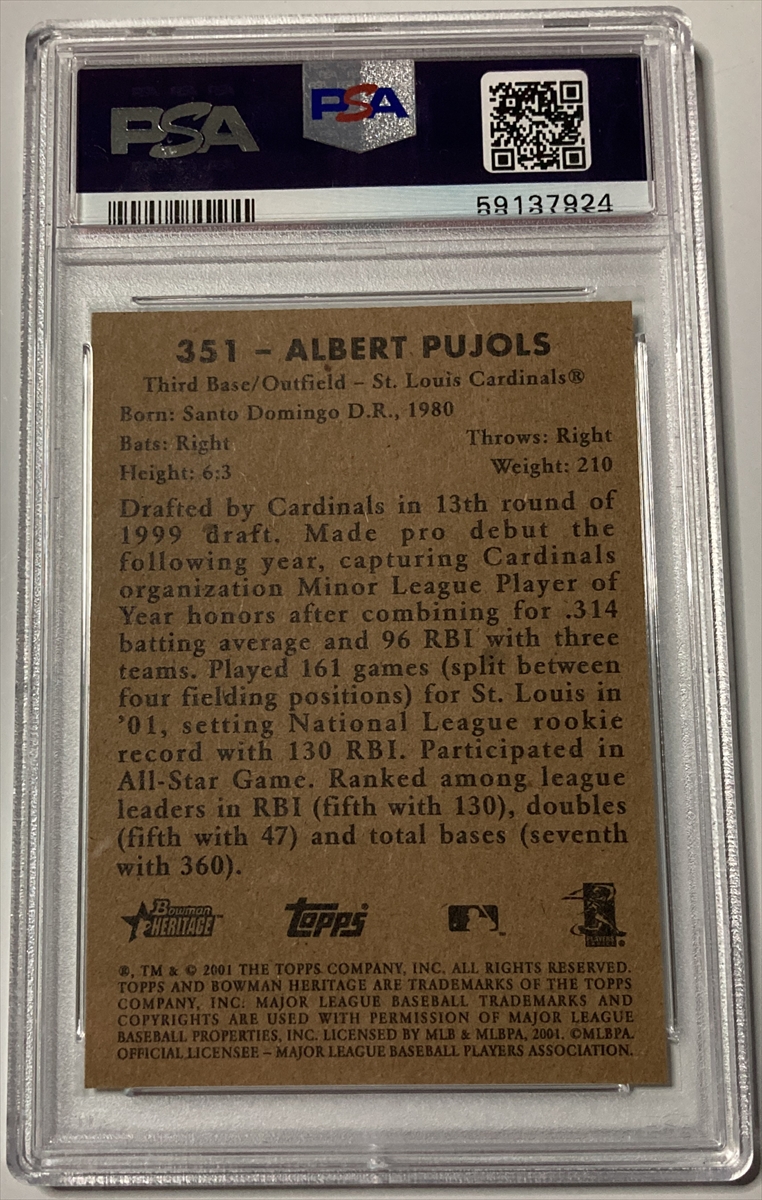 PSA PSA
59137924
351 – ALBERT PUJOLS
Third Base/Outfield – St. Louis Cardinals®
Born: Santo Domingo D.R., 1980
Bats: Right Throws: Right
Height: 6:3 Weight: 210
Drafted by Cardinals in 13th round of
1999 draft. Made pro debut the
following year, capturing Cardinals
organization Minor League Player of
Year honors after combining for .314
batting average and 96 RBI with three
teams. Played 161 games (split between
four fielding positions) for St. Louis in
'01, setting National League rookie
record with 130 RBI. Participated in
All-Star Game. Ranked among league
leaders in RBI (fifth with 130), doubles
(fifth with 47) and total bases (seventh
with 360).
Bowman HERITAGE Topps
®, TM & © 2001 THE TOPPS COMPANY, INC. ALL RIGHTS RESERVED.
TOPPS AND BOWMAN HERITAGE ARE TRADEMARKS OF THE TOPPS
COMPANY, INC. MAJOR LEAGUE BASEBALL TRADEMARKS AND
COPYRIGHTS ARE USED WITH PERMISSION OF MAJOR LEAGUE
BASEBALL PROPERTIES, INC. LICENSED BY MLB & MLBPA, 2001. ©MLBPA.
OFFICIAL LICENSEE – MAJOR LEAGUE BASEBALL PLAYERS ASSOCIATION.